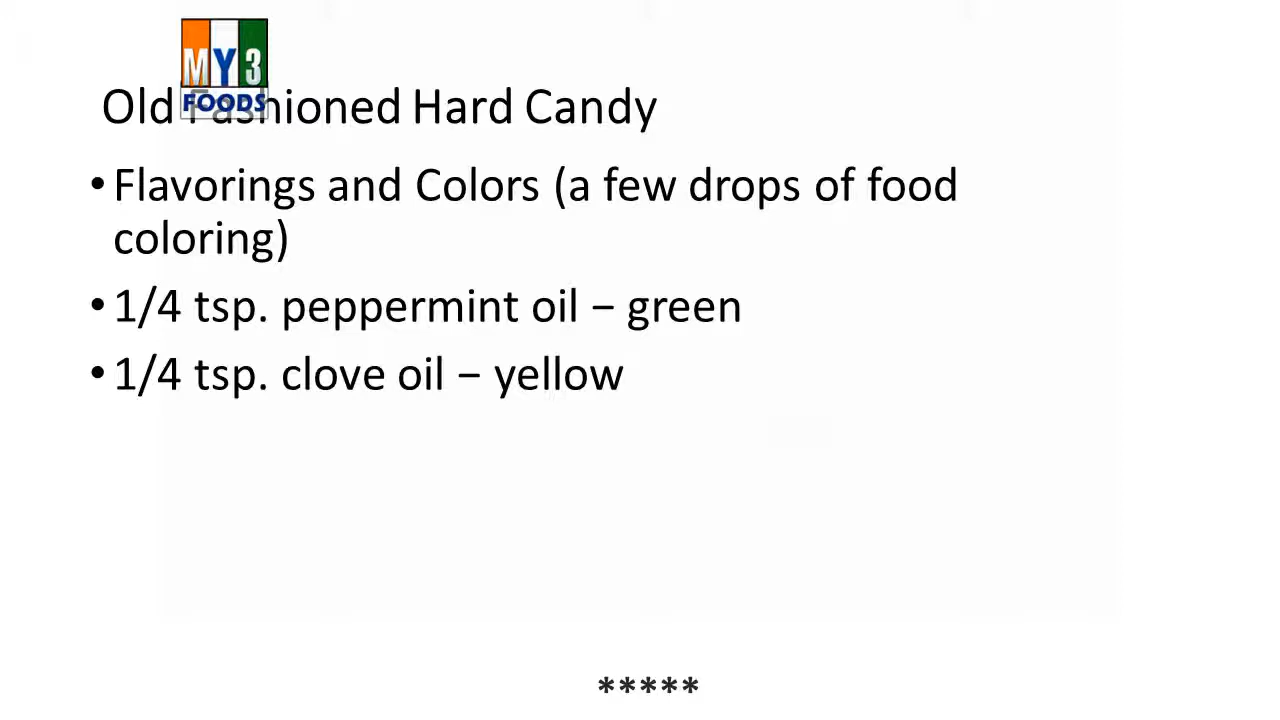 MY3
FOODS
Old Fashioned Hard Candy
•Flavorings and Colors (a few drops of food
coloring)
•1/4 tsp. peppermint oil – green
•1/4 tsp. clove oil – yellow
*****